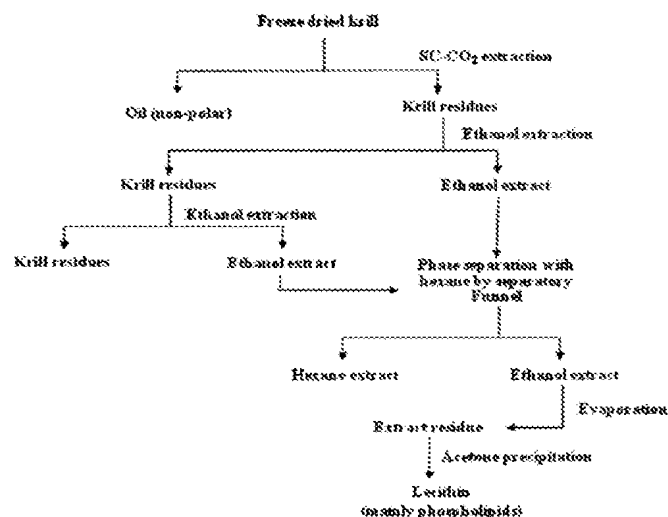 Freeze dried krill
SC-CO₂ extraction
Oil (non-polar)
Krill residues
Ethanol extraction
Krill residues
Ethanol extract
Ethanol extraction
Krill residues
Ethanol extract
Phase separation with
hexane by separatory
Funnel
Hexane extract
Ethanol extract
Evaporation
Extract residue
Acetone precipitation
Lecithin
(mainly phospholipids)